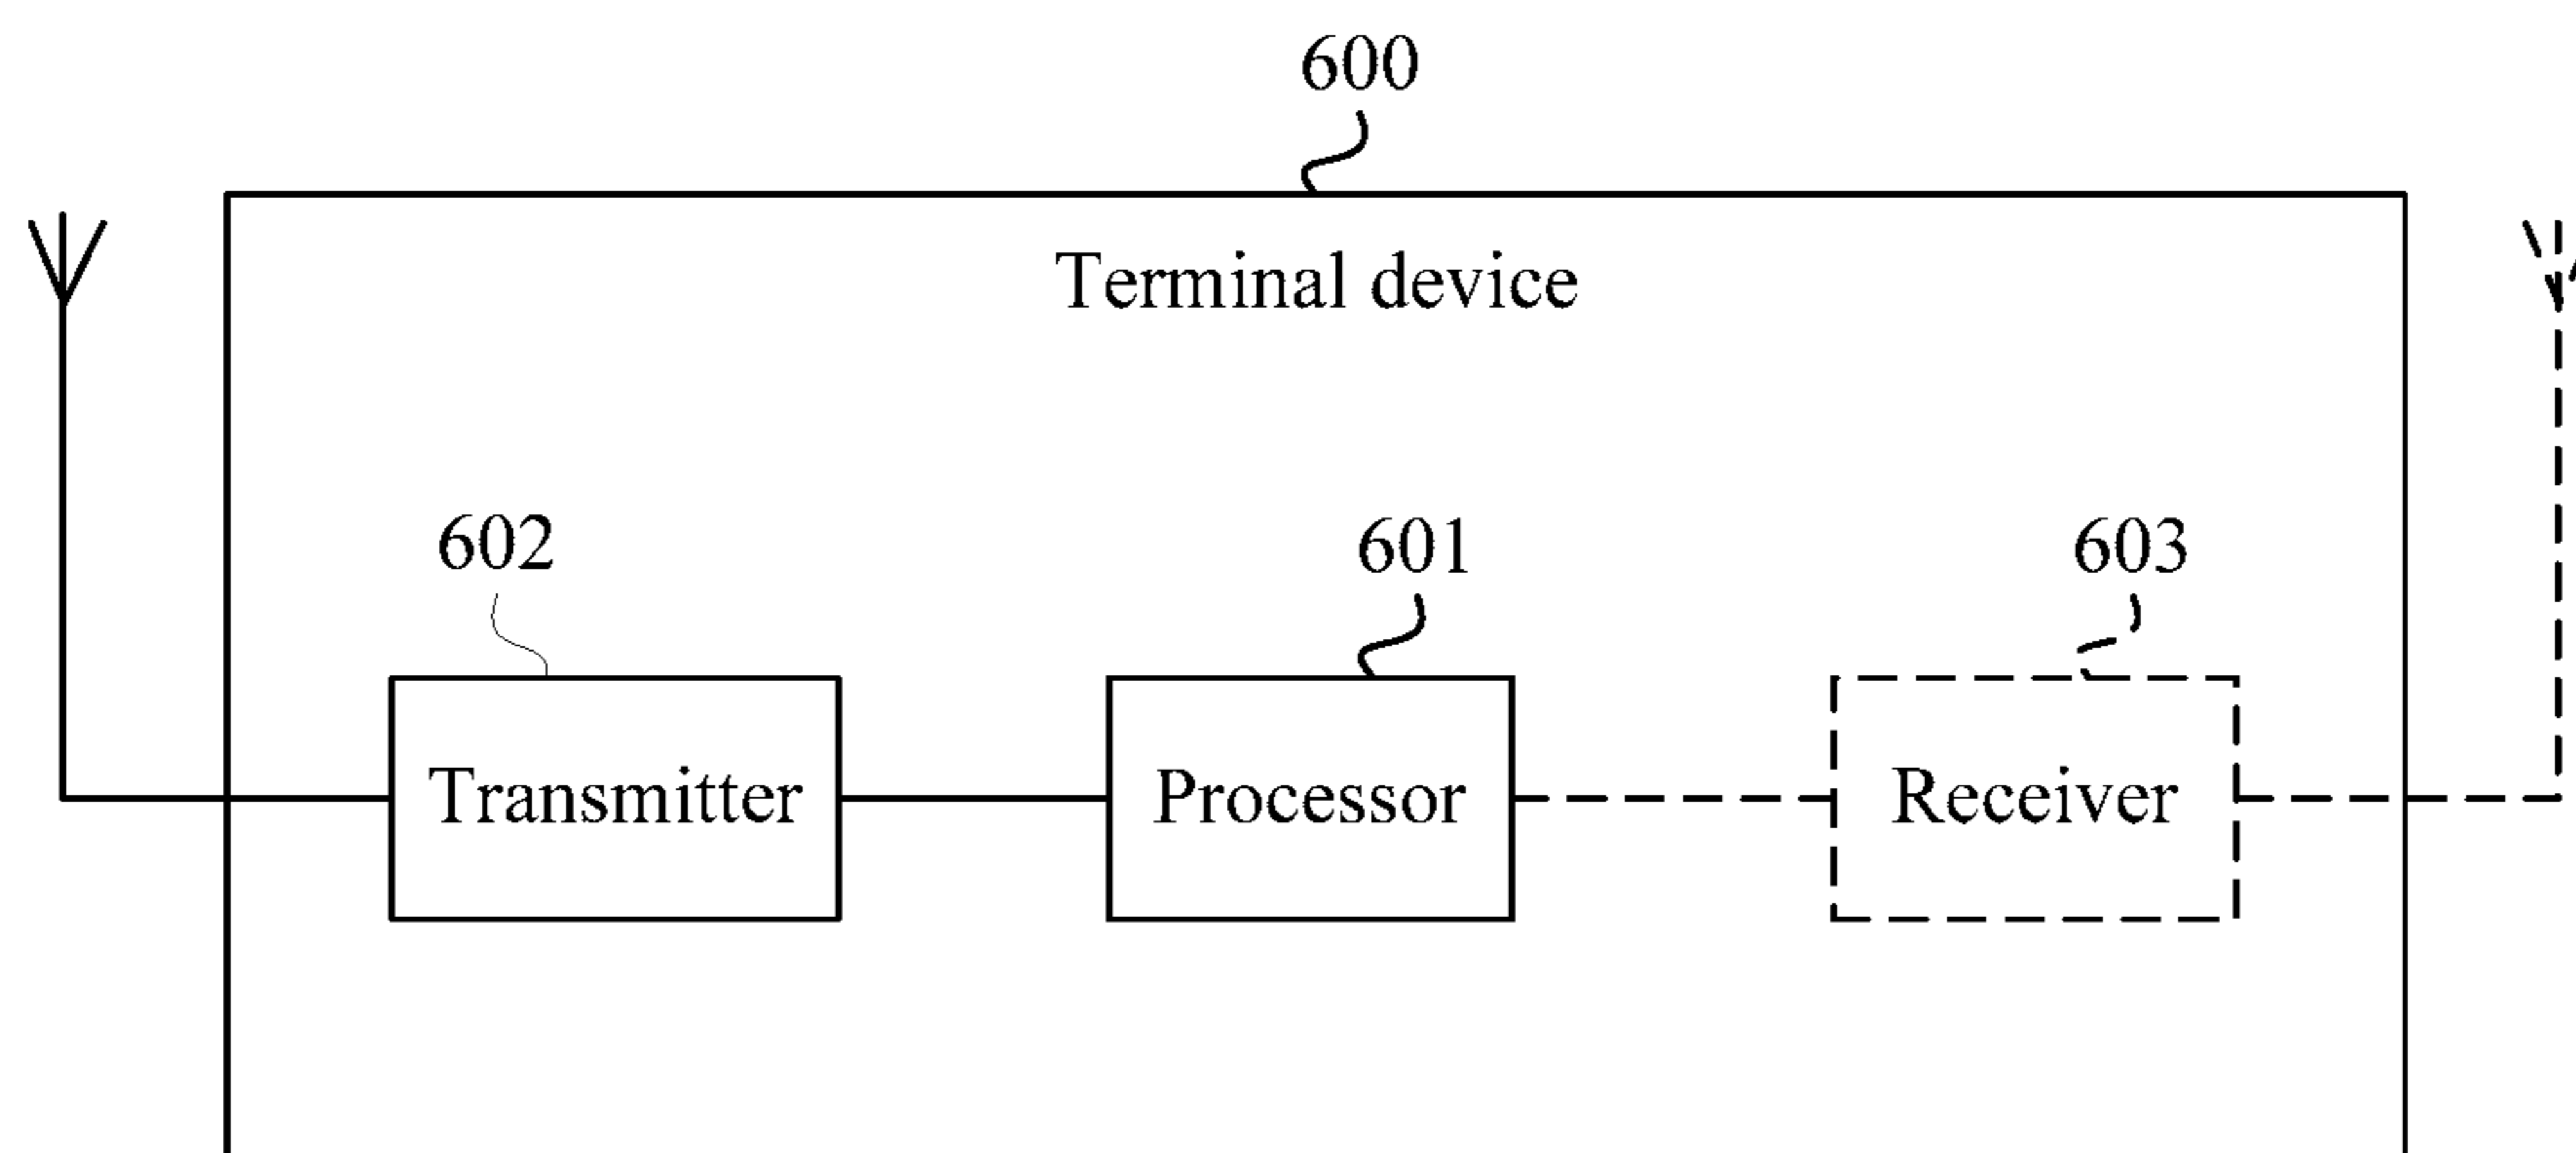 600
Terminal device
602
601
603
Transmitter
Processor
Receiver